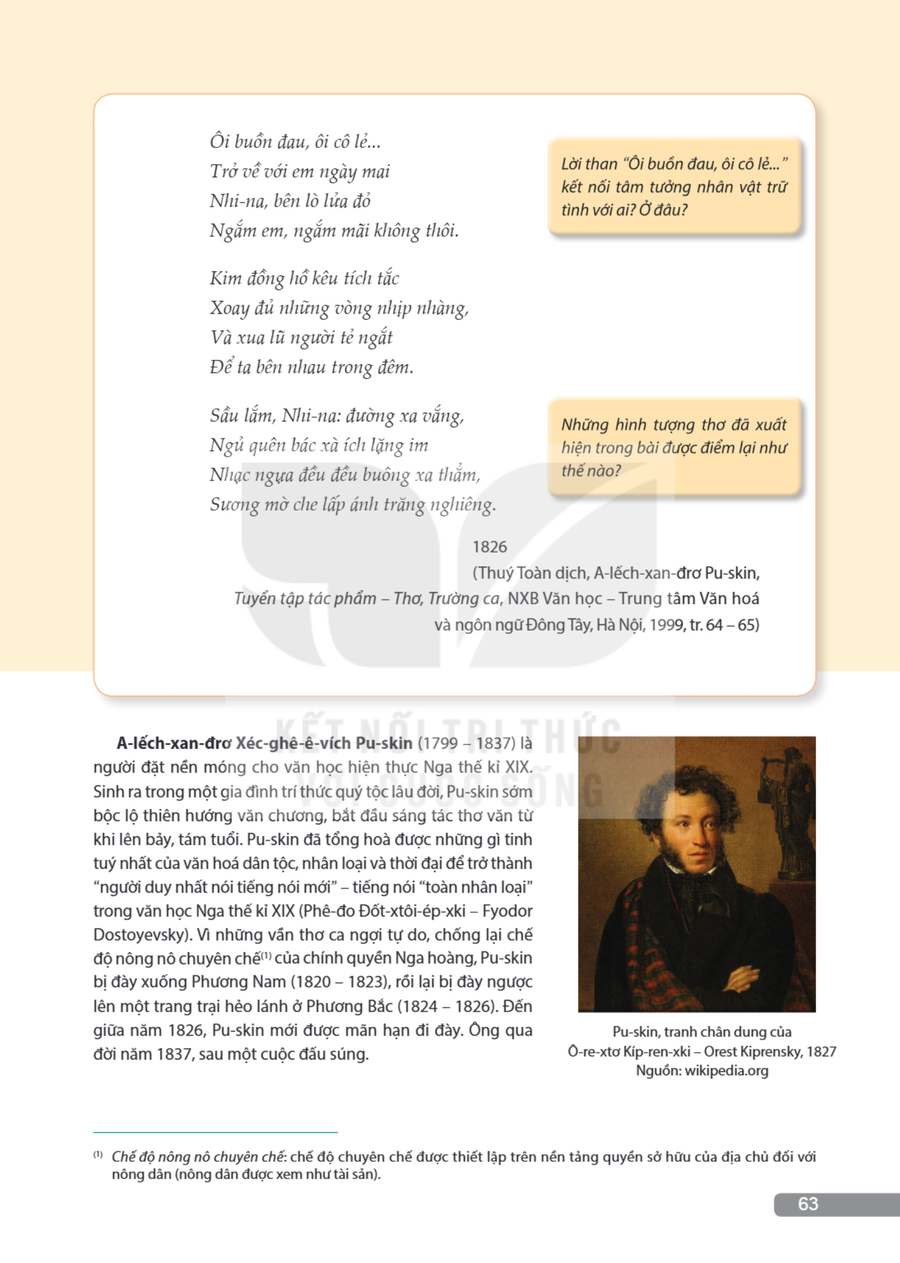 Ôi buồn đau, ôi cô lẻ...
Trở về với em ngày mai
Nhi-na, bên lò lửa đỏ
Ngắm em, ngắm mãi không thôi.
Lời than “Ôi buồn đau, ôi cô lẻ...”
kết nối tâm tưởng nhân vật trữ
tình với ai? Ở đâu?
Kim đồng hồ kêu tích tắc
Xoay đủ những vòng nhịp nhàng,
Và xua lũ người tẻ ngắt
Để ta bên nhau trong đêm.
Sầu lắm, Nhi-na: đường xa vắng,
Ngủ quên bác xà ích lặng im
Nhạc ngựa đều đều buông xa thẳm,
Sương mờ che lấp ánh trăng nghiêng.
Những hình tượng thơ đã xuất
hiện trong bài được điểm lại như
thế nào?
1826
(Thuý Toàn dịch, A-lếch-xan-đrơ Pu-skin,
Tuyển tập tác phẩm – Thơ, Trường ca, NXB Văn học – Trung tâm Văn hoá
và ngôn ngữ Đông Tây, Hà Nội, 1999, tr. 64 – 65)
KẾT NỐI TRI THỨC
VỚI CUỘC SỐNG
A-lếch-xan-đrơ Xéc-ghê-ê-vích Pu-skin (1799 – 1837) là
người đặt nền móng cho văn học hiện thực Nga thế kỉ XIX.
Sinh ra trong một gia đình trí thức quý tộc lâu đời, Pu-skin sớm
bộc lộ thiên hướng văn chương, bắt đầu sáng tác thơ văn từ
khi lên bảy, tám tuổi. Pu-skin đã tổng hoà được những gì tinh
tuý nhất của văn hoá dân tộc, nhân loại và thời đại để trở thành
“người duy nhất nói tiếng nói mới” – tiếng nói “toàn nhân loại”
trong văn học Nga thế kỉ XIX (Phê-đo Đốt-xtôi-ép-xki – Fyodor
Dostoyevsky). Vì những vần thơ ca ngợi tự do, chống lại chế
độ nông nô chuyên chế(1) của chính quyền Nga hoàng, Pu-skin
bị đày xuống Phương Nam (1820 – 1823), rồi lại bị đày ngược
lên một trang trại hẻo lánh ở Phương Bắc (1824 – 1826). Đến
giữa năm 1826, Pu-skin mới được mãn hạn đi đày. Ông qua
đời năm 1837, sau một cuộc đấu súng.
Pu-skin, tranh chân dung của
Ô-re-xtơ Kíp-ren-xki – Orest Kiprensky, 1827
Nguồn: wikipedia.org
(1) Chế độ nông nô chuyên chế: chế độ chuyên chế được thiết lập trên nền tảng quyền sở hữu của địa chủ đối với
nông dân (nông dân được xem như tài sản).
63